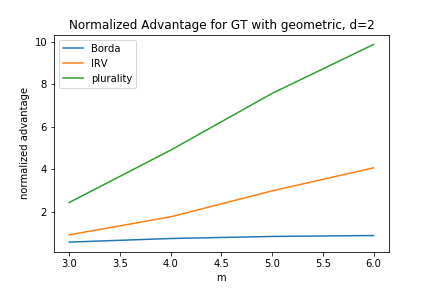 Normalized Advantage for GT with geometric, d=2
Borda
IRV
plurality
normalized advantage
10
8
6
4
2
3.0 3.5 4.0 4.5 5.0 5.5 6.0
m